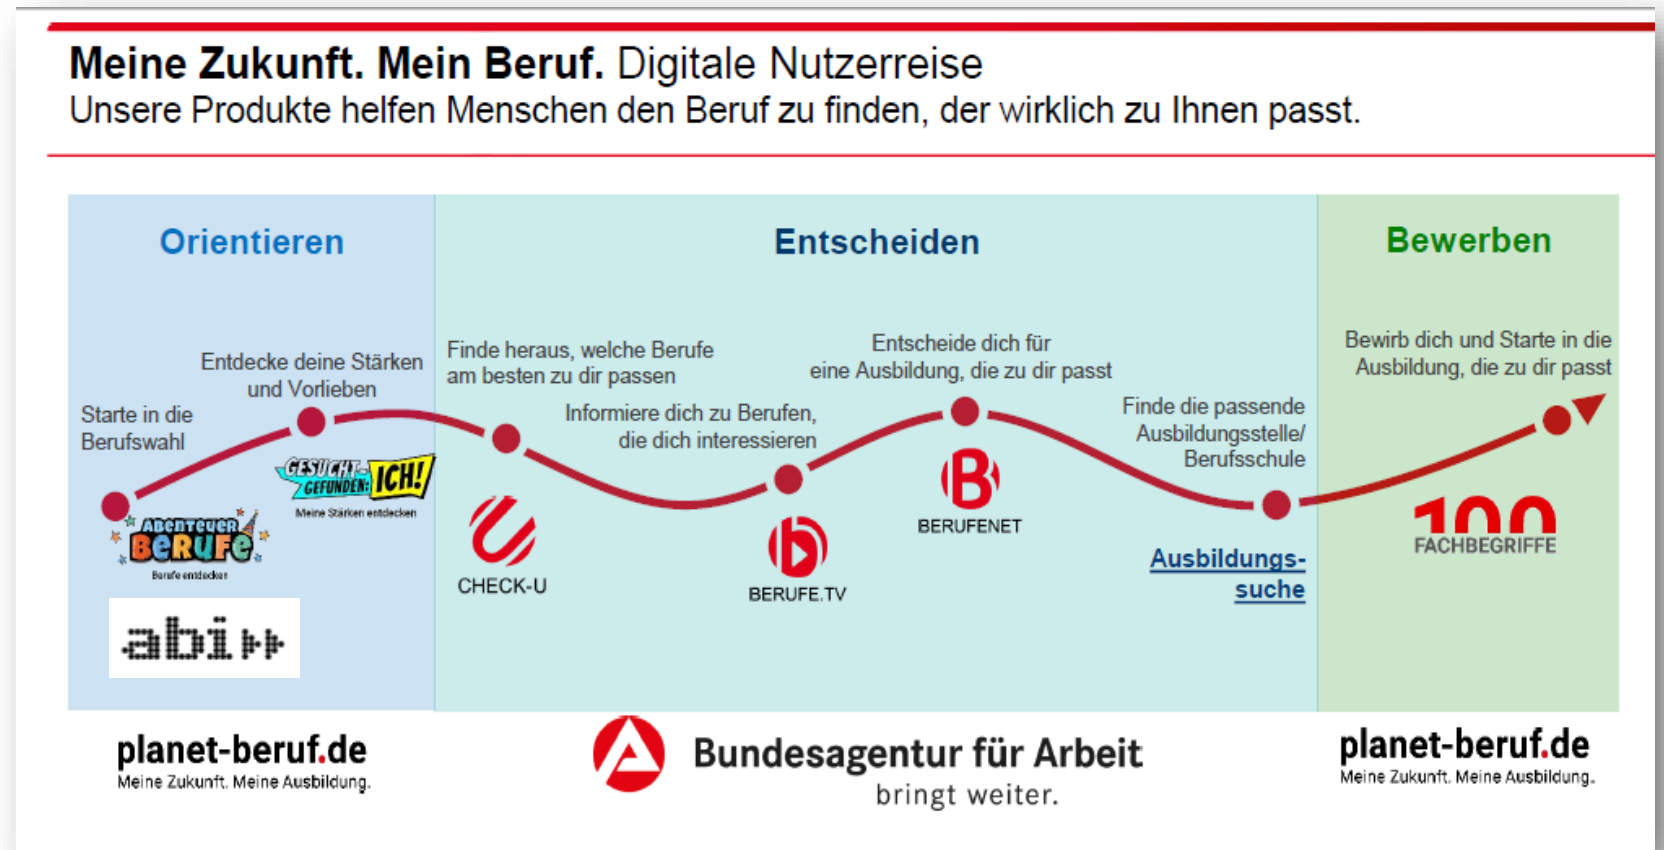 Meine Zukunft. Mein Beruf. Digitale Nutzerreise
Unsere Produkte helfen Menschen den Beruf zu finden, der wirklich zu Ihnen passt.
Orientieren
Starte in die
Berufswahl
Entdecke deine Stärken
und Vorlieben
ABENTEUER
BERUFE
Berufe entdecken
GESUCHT-
GEFUNDEN: ICH!
Meine Stärken entdecken
abi
Entscheiden
Finde heraus, welche Berufe
am besten zu dir passen
CHECK-U
Informiere dich zu Berufen,
die dich interessieren
BERUFE.TV
Entscheide dich für
eine Ausbildung, die zu dir passt
B
BERUFENET
Finde die passende
Ausbildungsstelle/
Berufsschule
Ausbildungs-
suche
Bewerben
Bewirb dich und Starte in die
Ausbildung, die zu dir passt
100
FACHBEGRIFFE
planet-beruf.de
Meine Zukunft. Meine Ausbildung.
Bundesagentur für Arbeit
bringt weiter.
planet-beruf.de
Meine Zukunft. Meine Ausbildung.